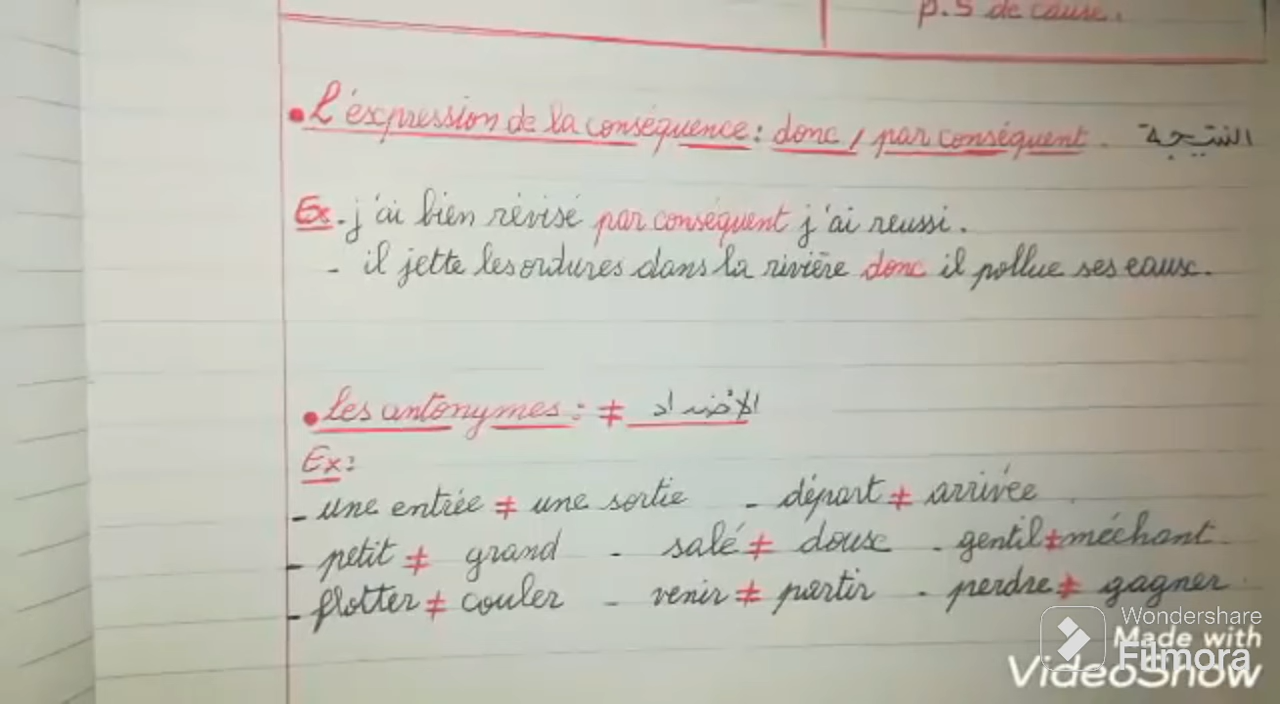 p.s de cause.
• L'éxpression de la conséquence : donc / par conséquent. النتيجة
Ex. j'ai bien révisé par conséquent j'ai reussi.
- il jette les ordures dans la rivière donc il pollue ses eaux.
• Les antonymes : ≠ الأضداد
Ex :
- une entrée ≠ une sortie - départ ≠ arrivée
- petit ≠ grand - salé ≠ doux - gentil ≠ méchant
- flotter ≠ couler - venir ≠ partir - perdre ≠ gagner
Wondershare
Filmora
Made with
VideoShow